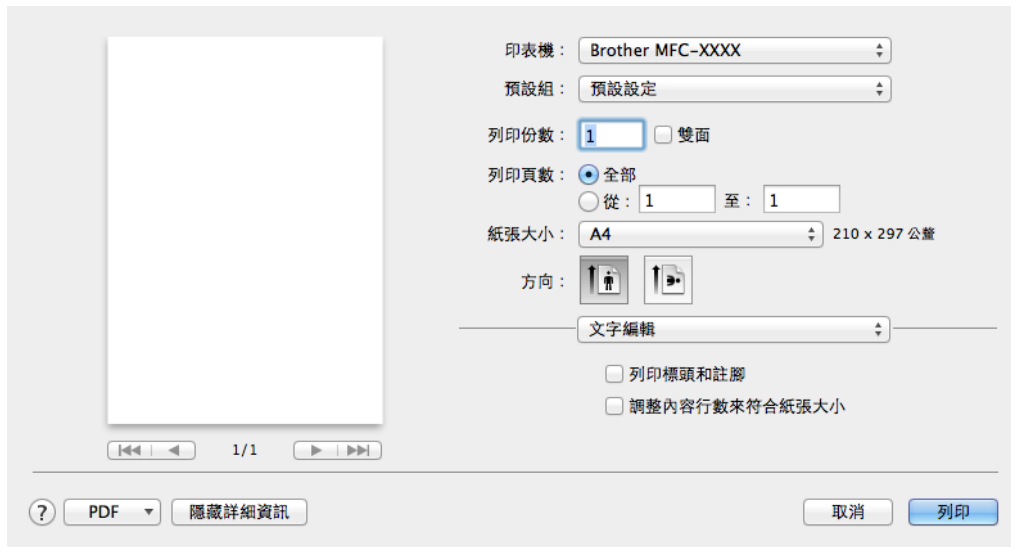 印表機： Brother MFC-XXXX
預設組： 預設設定
列印份數： 1 雙面
列印頁數： 全部
從： 1 至： 1
紙張大小： A4 210 x 297 公釐
方向：
文字編輯
列印標頭和註腳
調整內容行數來符合紙張大小
1/1
? PDF 隱藏詳細資訊 取消 列印